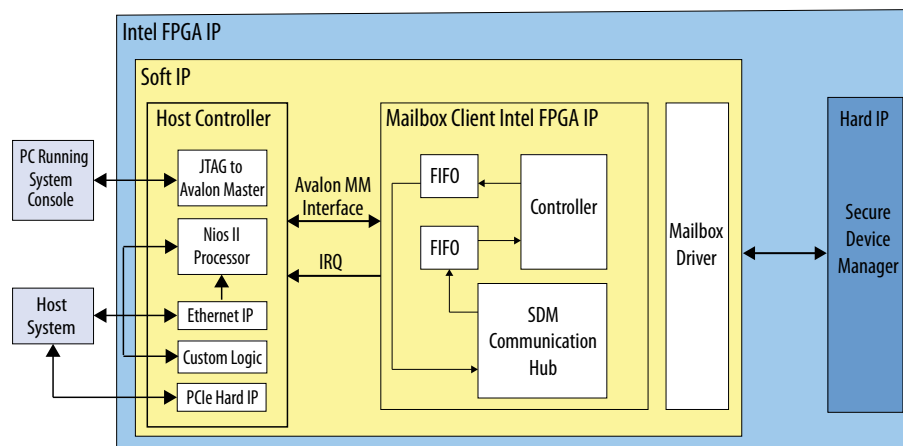 Intel FPGA IP
Soft IP
Host Controller
JTAG to
Avalon Master
Nios II
Processor
Ethernet IP
Custom Logic
PCIe Hard IP
PC Running
System
Console
Host
System
Avalon MM
Interface
IRQ
Mailbox Client Intel FPGA IP
FIFO
FIFO
Controller
SDM
Communication
Hub
Mailbox
Driver
Hard IP
Secure
Device
Manager